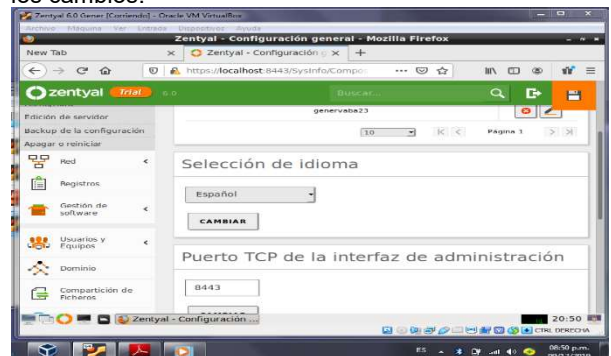 los cambios.
Zentyal 6.0 Gener [Corriendo] - Oracle VM VirtualBox
Archivo Máquina Ver Entrada Dispositivos Ayuda
Zentyal - Configuración general - Mozilla Firefox
New Tab
Zentyal - Configuración g
https://localhost:8443/SysInfo/Compo
zentyal Trial 6.0
Buscar...
Edición de servidor
Backup de la configuración
Apagar o reiniciar
genervaba23
10
Página 1
Red
Registros
Gestión de software
Usuarios y Equipos
Dominio
Compartición de Ficheros
Selección de idioma
Español
CAMBIAR
Puerto TCP de la interfaz de administración
8443
Zentyal - Configuración ...
20:50
CTRL DERECHA
ES
08:50 p.m.